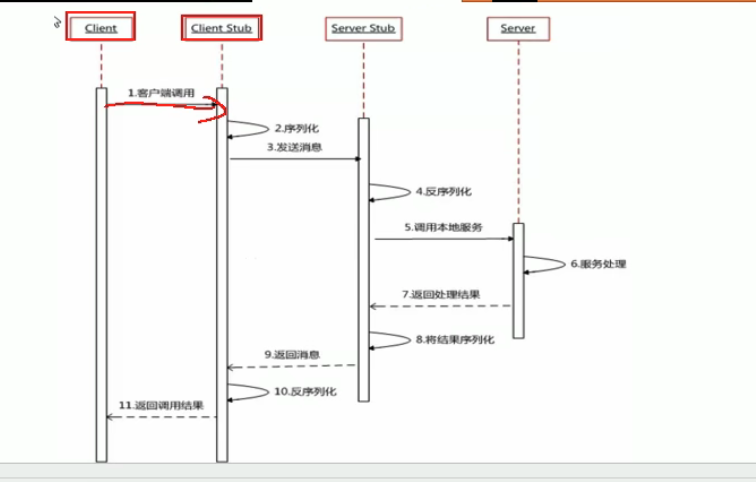 Client
Client Stub
Server Stub
Server
1.客户端调用
2.序列化
3.发送消息
4.反序列化
5.调用本地服务
6.服务处理
7.返回处理结果
8.将结果序列化
9.返回消息
10.反序列化
11.返回调用结果